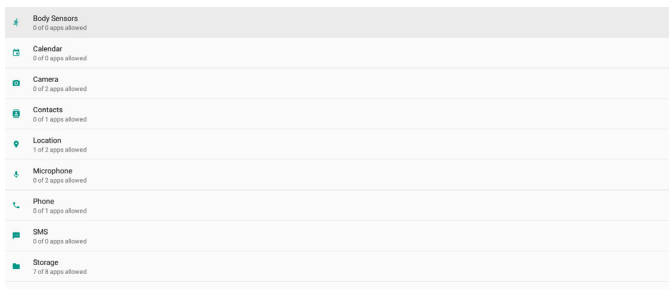 Body Sensors
0 of 0 apps allowed
Calendar
0 of 0 apps allowed
Camera
0 of 2 apps allowed
Contacts
0 of 1 apps allowed
Location
1 of 2 apps allowed
Microphone
0 of 2 apps allowed
Phone
0 of 1 apps allowed
SMS
0 of 0 apps allowed
Storage
7 of 8 apps allowed